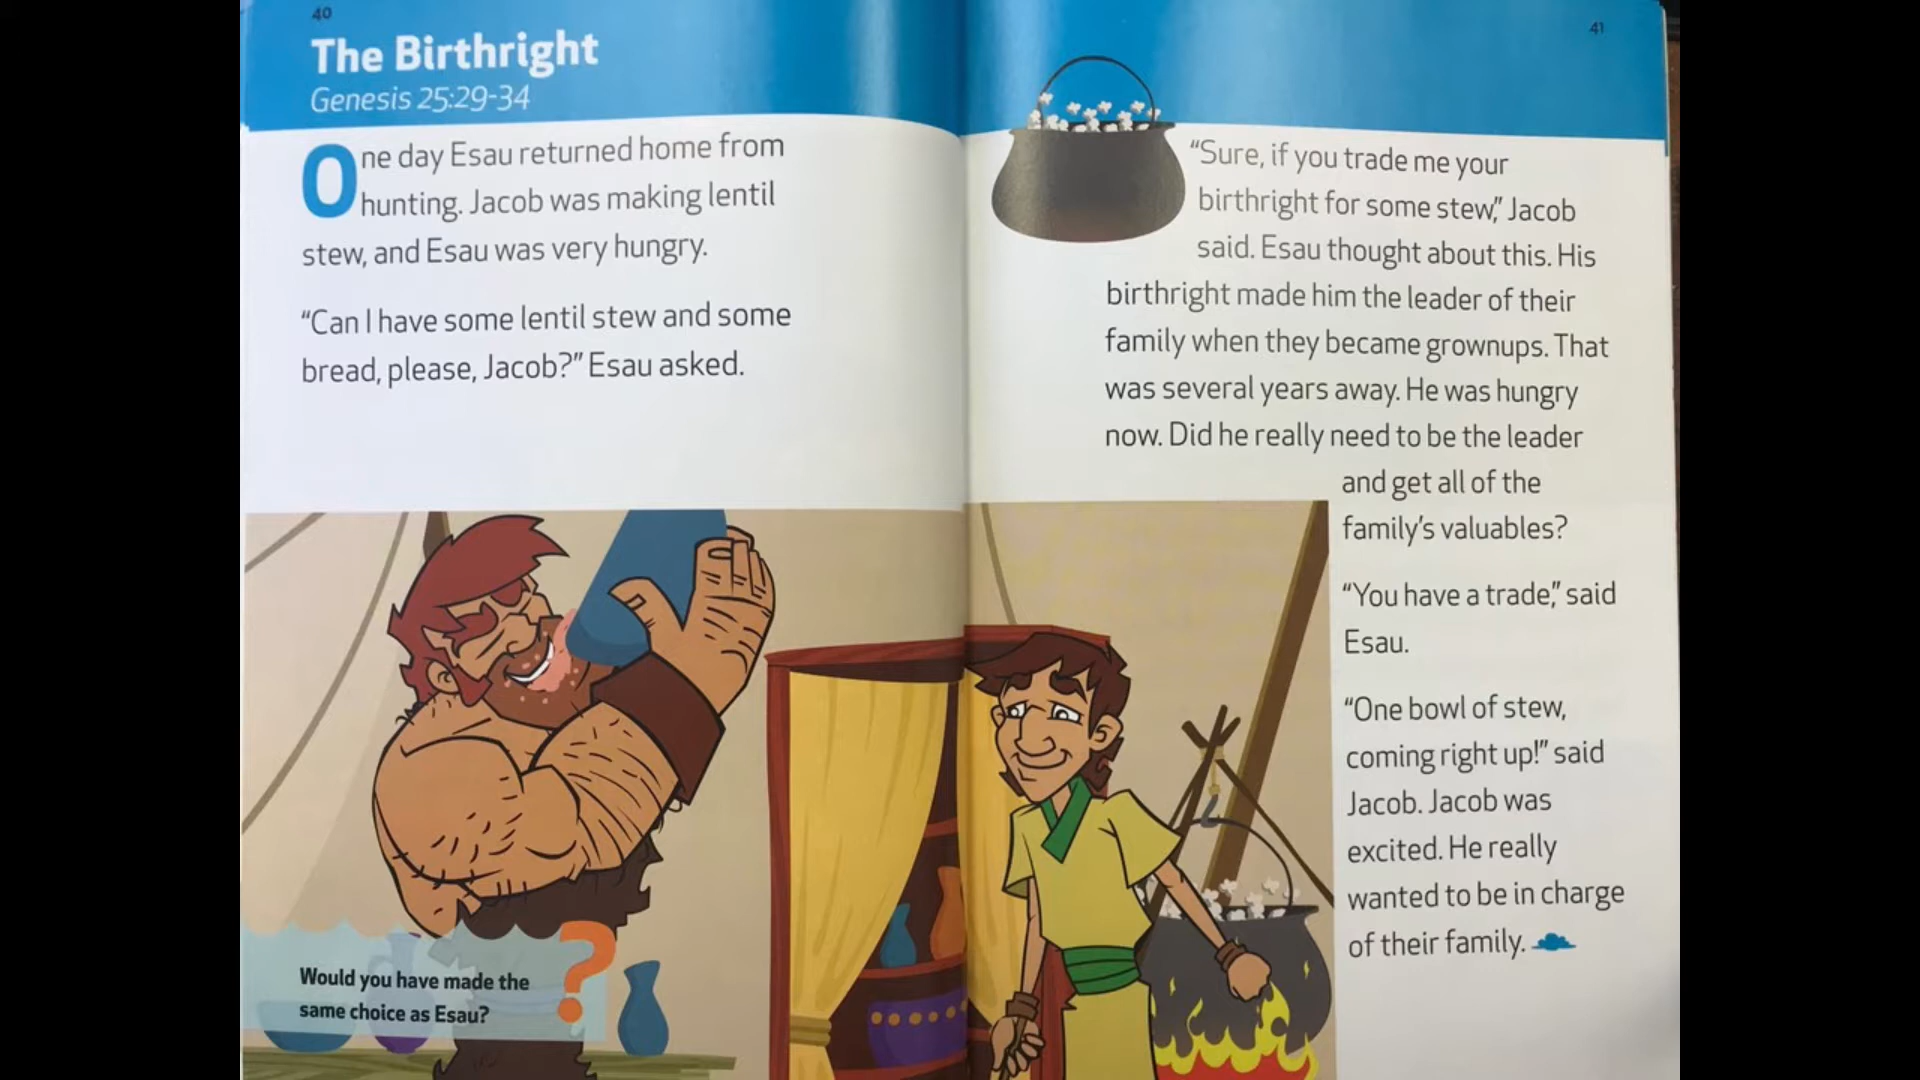 40
The Birthright
Genesis 25:29-34
One day Esau returned home from
hunting. Jacob was making lentil
stew, and Esau was very hungry.
“Can I have some lentil stew and some
bread, please, Jacob?” Esau asked.
Would you have made the
same choice as Esau?
?
41
“Sure, if you trade me your
birthright for some stew,” Jacob
said. Esau thought about this. His
birthright made him the leader of their
family when they became grownups. That
was several years away. He was hungry
now. Did he really need to be the leader
and get all of the
family’s valuables?
“You have a trade,” said
Esau.
“One bowl of stew,
coming right up!” said
Jacob. Jacob was
excited. He really
wanted to be in charge
of their family.